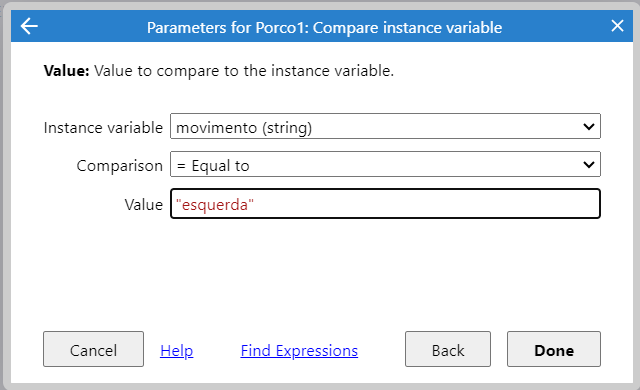 Parameters for Porco1: Compare instance variable
Value: Value to compare to the instance variable.
Instance variable movimento (string)
Comparison = Equal to
Value "esquerda"
Cancel Help Find Expressions Back Done